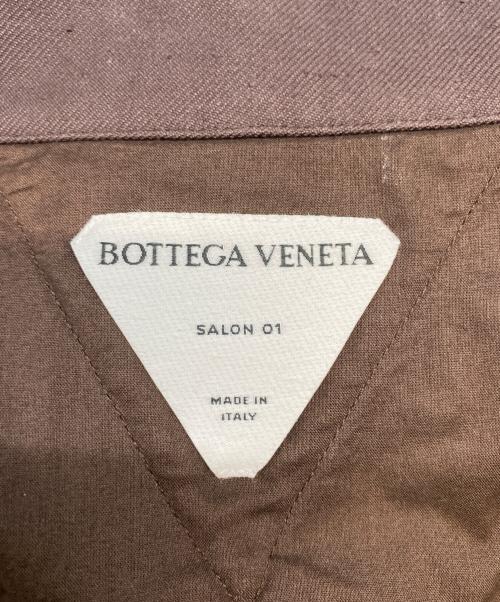 BOTTEGA VENETA
SALON 01
MADE IN
ITALY